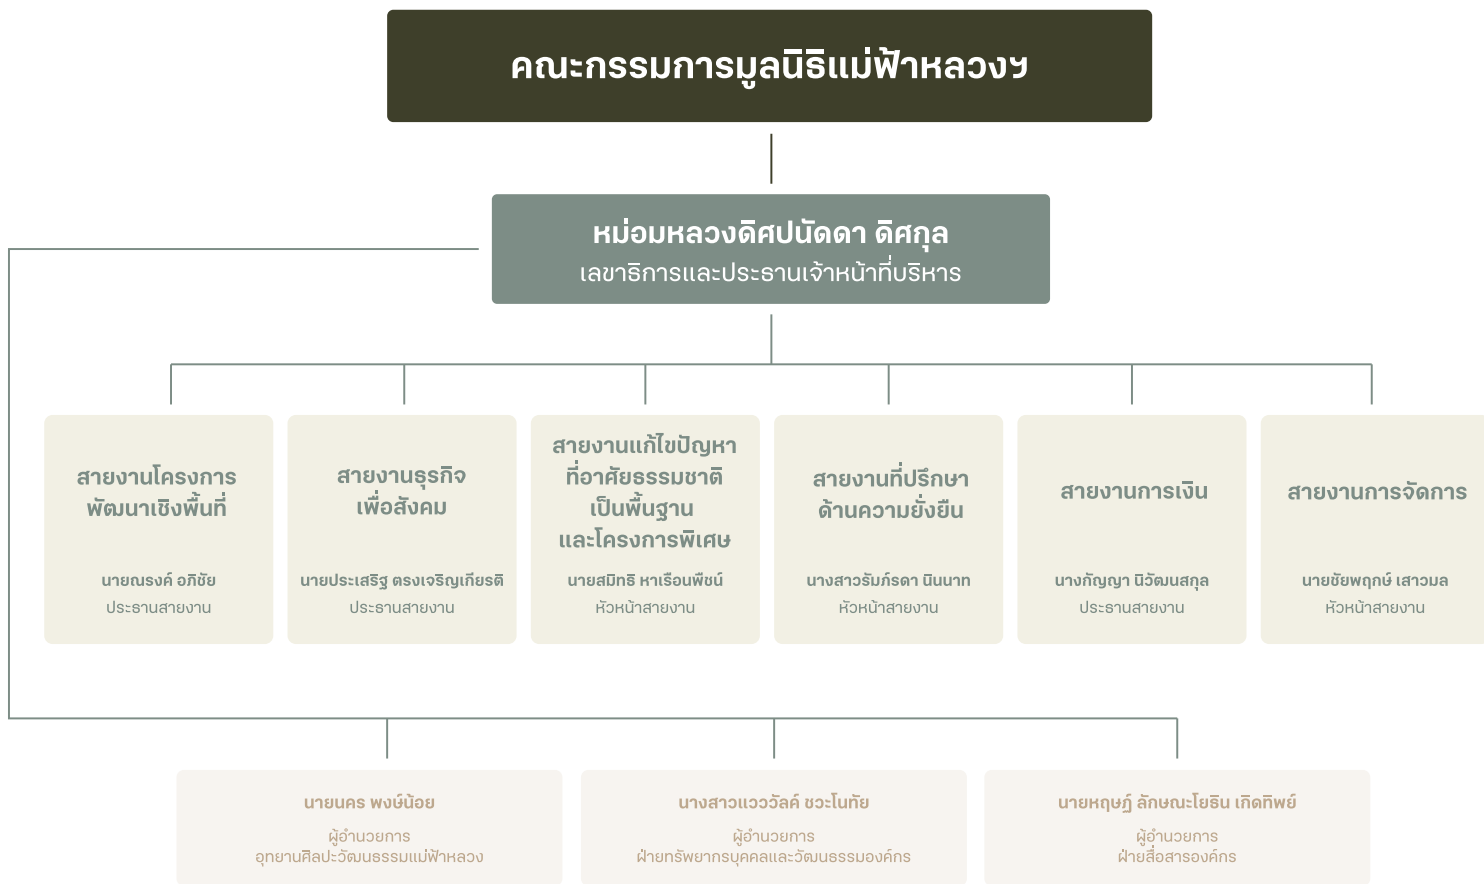 คณะกรรมการมูลนิธิแม่ฟ้าหลวงฯ
หม่อมหลวงดิศปนัดดา ดิศกุล
เลขาธิการและประธานเจ้าหน้าที่บริหาร
สายงานโครงการ
พัฒนาเชิงพื้นที่
นายณรงค์ อภิชัย
ประธานสายงาน
สายงานธุรกิจ
เพื่อสังคม
นายประเสริฐ ตรงเจริญเกียรติ
ประธานสายงาน
สายงานแก้ไขปัญหา
ที่อาศัยธรรมชาติ
เป็นพื้นฐาน
และโครงการพิเศษ
นายสมิทธิ หาเรือนพืชน์
หัวหน้าสายงาน
สายงานที่ปรึกษา
ด้านความยั่งยืน
นางสาวรัมภ์รดา นินนาท
หัวหน้าสายงาน
สายงานการเงิน
นางกัญญา นิวัฒนสกุล
ประธานสายงาน
สายงานการจัดการ
นายชัยพฤกษ์ เสาวมล
หัวหน้าสายงาน
นายนคร พงษ์น้อย
ผู้อำนวยการ
อุทยานศิลปะวัฒนธรรมแม่ฟ้าหลวง
นางสาวแวววัลค์ ชวะโนทัย
ผู้อำนวยการ
ฝ่ายทรัพยากรบุคคลและวัฒนธรรมองค์กร
นายหฤษฎ์ ลักษณะโยธิน เกิดทิพย์
ผู้อำนวยการ
ฝ่ายสื่อสารองค์กร